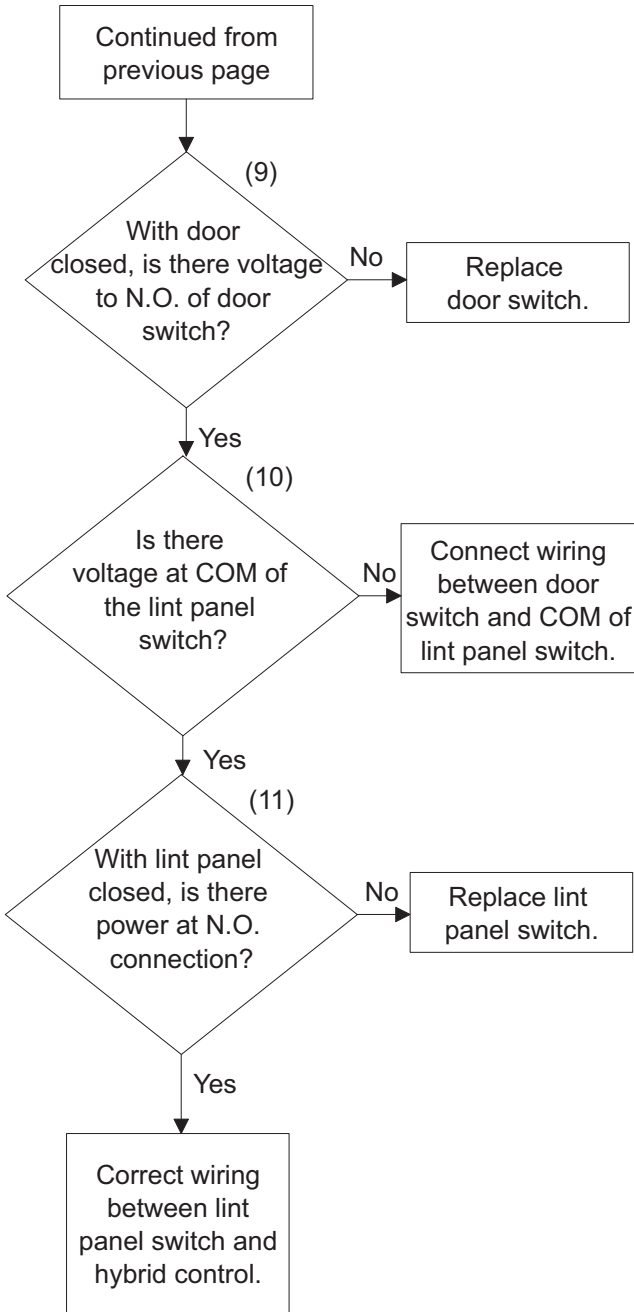 Continued from
previous page
(9)
With door
closed, is there voltage
to N.O. of door
switch?
No
Replace
door switch.
Yes
(10)
Is there
voltage at COM of
the lint panel
switch?
No
Connect wiring
between door
switch and COM of
lint panel switch.
Yes
(11)
With lint panel
closed, is there
power at N.O.
connection?
No
Replace lint
panel switch.
Yes
Correct wiring
between lint
panel switch and
hybrid control.